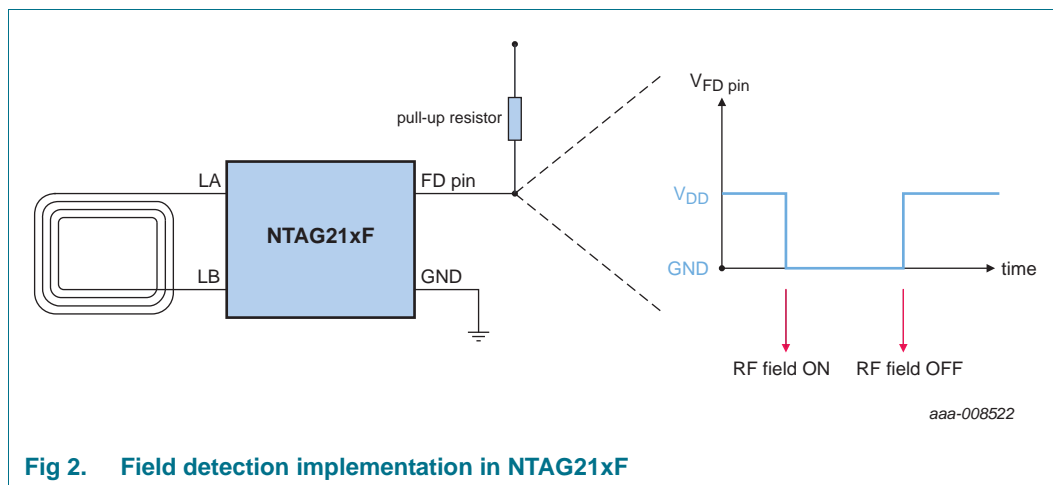 pull-up resistor
LA
FD pin
NTAG21xF
LB
GND
VFD pin
VDD
GND
time
RF field ON
RF field OFF
aaa-008522
Fig 2. Field detection implementation in NTAG21xF